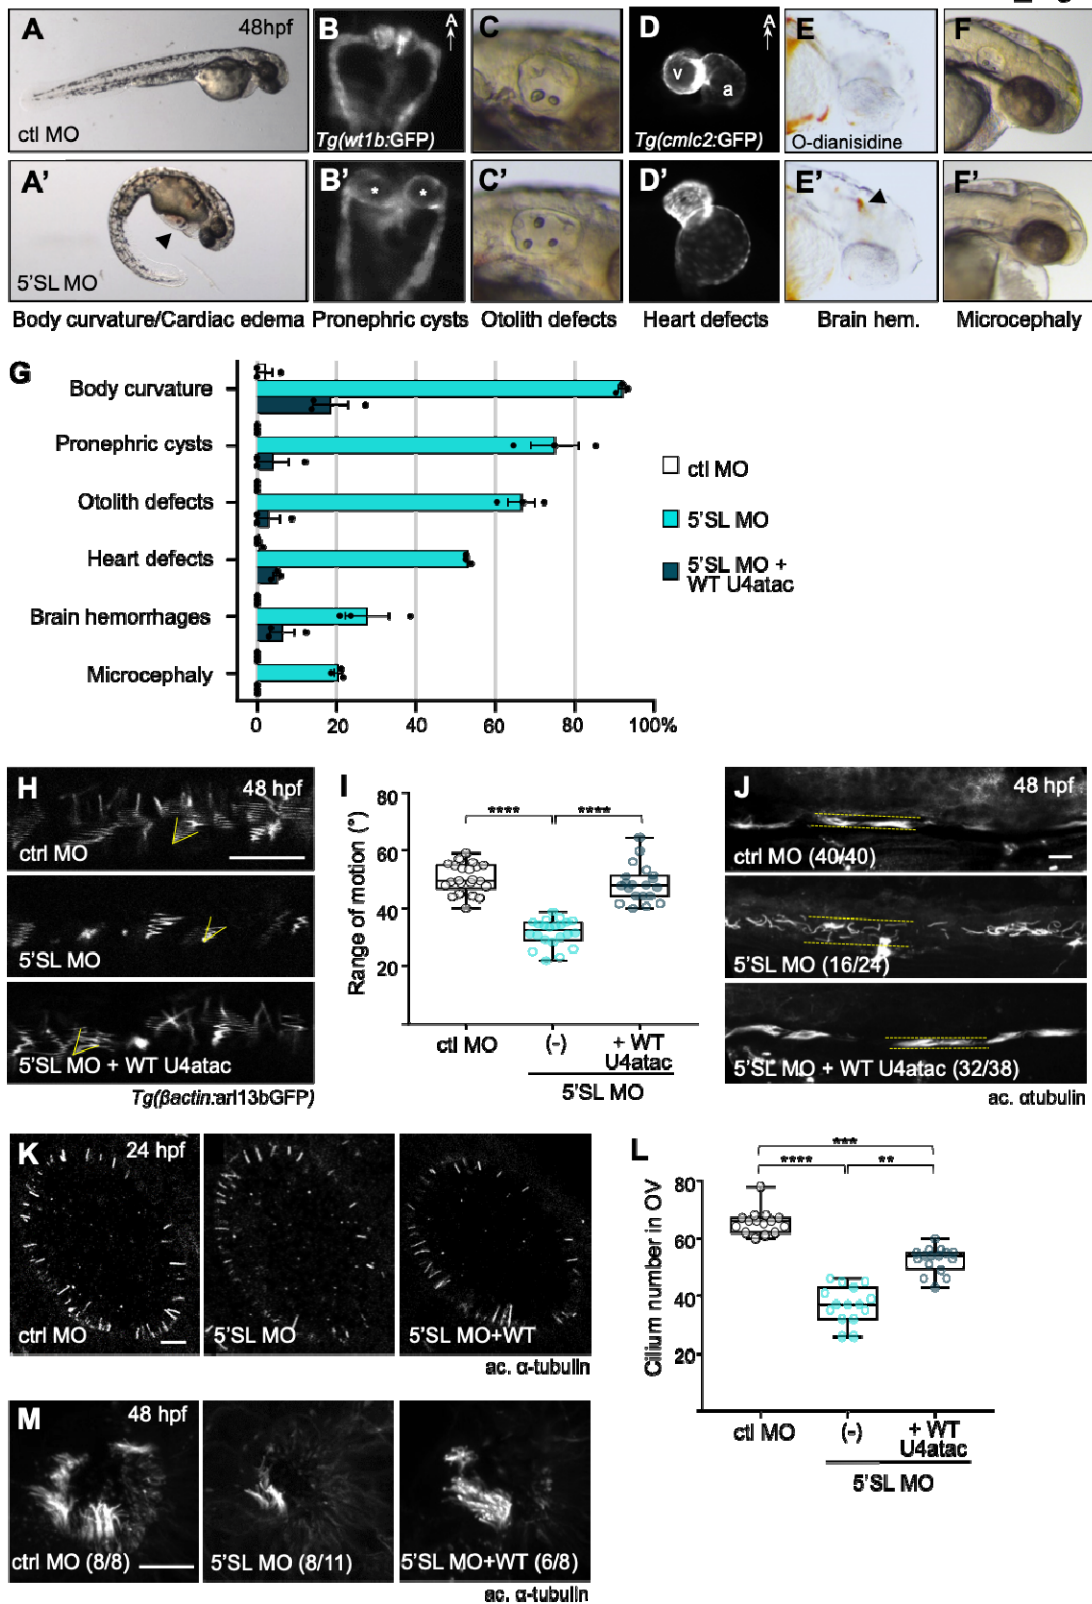 A 48hpf B A C D A E F
v a
ctl MO Tg(wt1b:GFP) Tg(cmlc2:GFP) O-dianisidine
A' B' C' D' E' F'
* *
5'SL MO
Body curvature/Cardiac edema Pronephric cysts Otolith defects Heart defects Brain hem. Microcephaly
G
Body curvature
Pronephric cysts
Otolith defects
Heart defects
Brain hemorrhages
Microcephaly
0 20 40 60 80 100%
ctl MO
5'SL MO
5'SL MO +
WT U4atac
H 48 hpf
ctrl MO
5'SL MO
5'SL MO + WT U4atac
Tg(βactin:arl13bGFP)
I
Range of motion (°)
80
60
40
20
**** ****
ctl MO (-) + WT
U4atac
5'SL MO
J 48 hpf
ctrl MO (40/40)
5'SL MO (16/24)
5'SL MO + WT U4atac (32/38)
ac. αtubulin
K 24 hpf
ctrl MO 5'SL MO 5'SL MO+WT
ac. α-tubulin
L
Cilium number in OV
80
60
40
20
***
**** **
ctl MO (-) + WT
U4atac
5'SL MO
M 48 hpf
ctrl MO (8/8) 5'SL MO (8/11) 5'SL MO+WT (6/8)
ac. α-tubulin